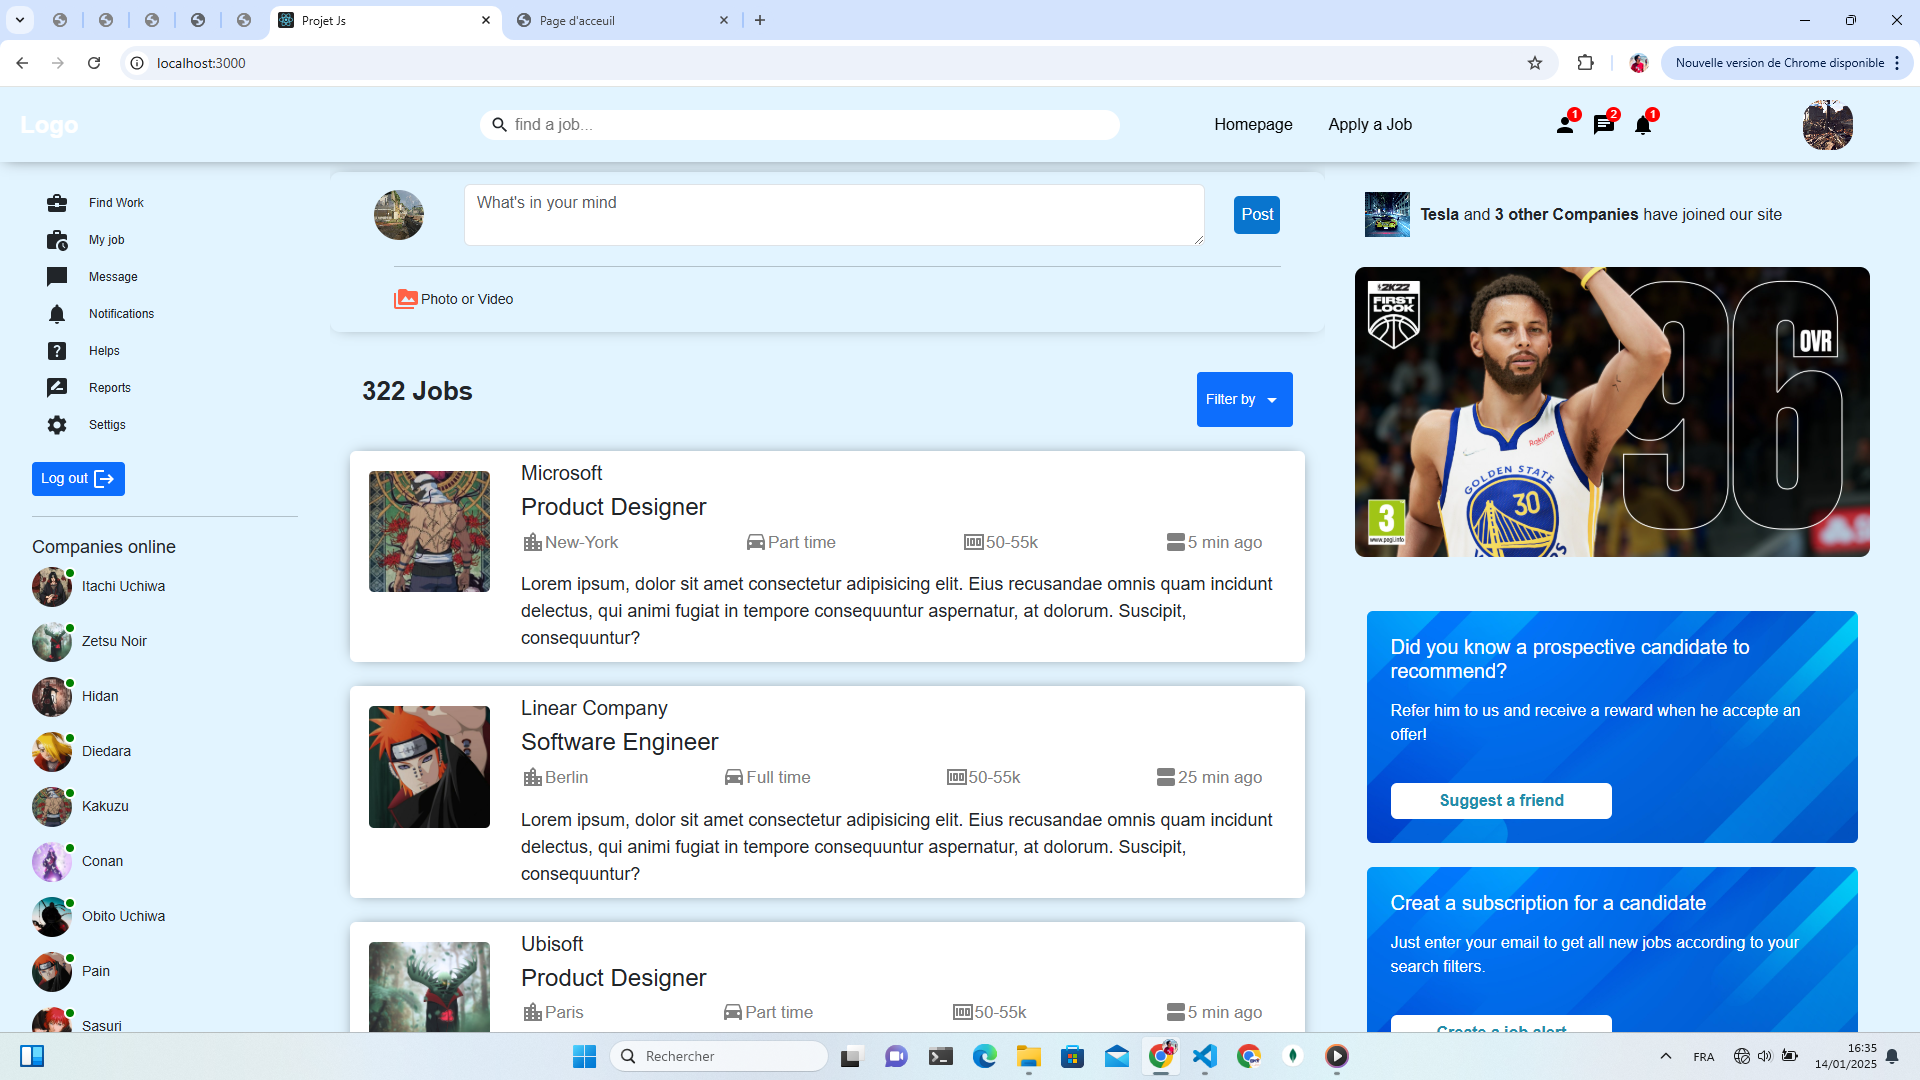 Projet Js
Page d'acceuil
localhost:3000
Nouvelle version de Chrome disponible
Logo
find a job...
Homepage
Apply a Job
1
2
1
Find Work
My job
Message
Notifications
Helps
Reports
Settigs
Log out
Companies online
Itachi Uchiwa
Zetsu Noir
Hidan
Diedara
Kakuzu
Conan
Obito Uchiwa
Pain
Sasuri
What's in your mind
Post
Photo or Video
322 Jobs
Filter by
Microsoft
Product Designer
New-York
Part time
50-55k
5 min ago
Lorem ipsum, dolor sit amet consectetur adipisicing elit. Eius recusandae omnis quam incidunt
delectus, qui animi fugiat in tempore consequuntur aspernatur, at dolorum. Suscipit,
consequuntur?
Linear Company
Software Engineer
Berlin
Full time
50-55k
25 min ago
Lorem ipsum, dolor sit amet consectetur adipisicing elit. Eius recusandae omnis quam incidunt
delectus, qui animi fugiat in tempore consequuntur aspernatur, at dolorum. Suscipit,
consequuntur?
Ubisoft
Product Designer
Paris
Part time
50-55k
5 min ago
Tesla and 3 other Companies have joined our site
2K22
FIRST
LOOK
96
OVR
Rakuten
GOLDEN STATE
30
WARRIORS
3
www.pegi.info
Did you know a prospective candidate to
recommend?
Refer him to us and receive a reward when he accepte an
offer!
Suggest a friend
Creat a subscription for a candidate
Just enter your email to get all new jobs according to your
search filters.
Create a job alert
Rechercher
FRA
16:35
14/01/2025